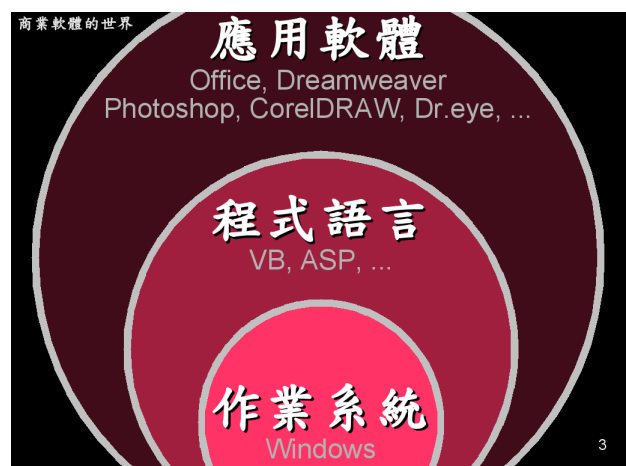 商業軟體的世界
應用軟體
Office, Dreamweaver
Photoshop, CorelDRAW, Dr.eye, ...
程式語言
VB, ASP, ...
作業系統
Windows
3